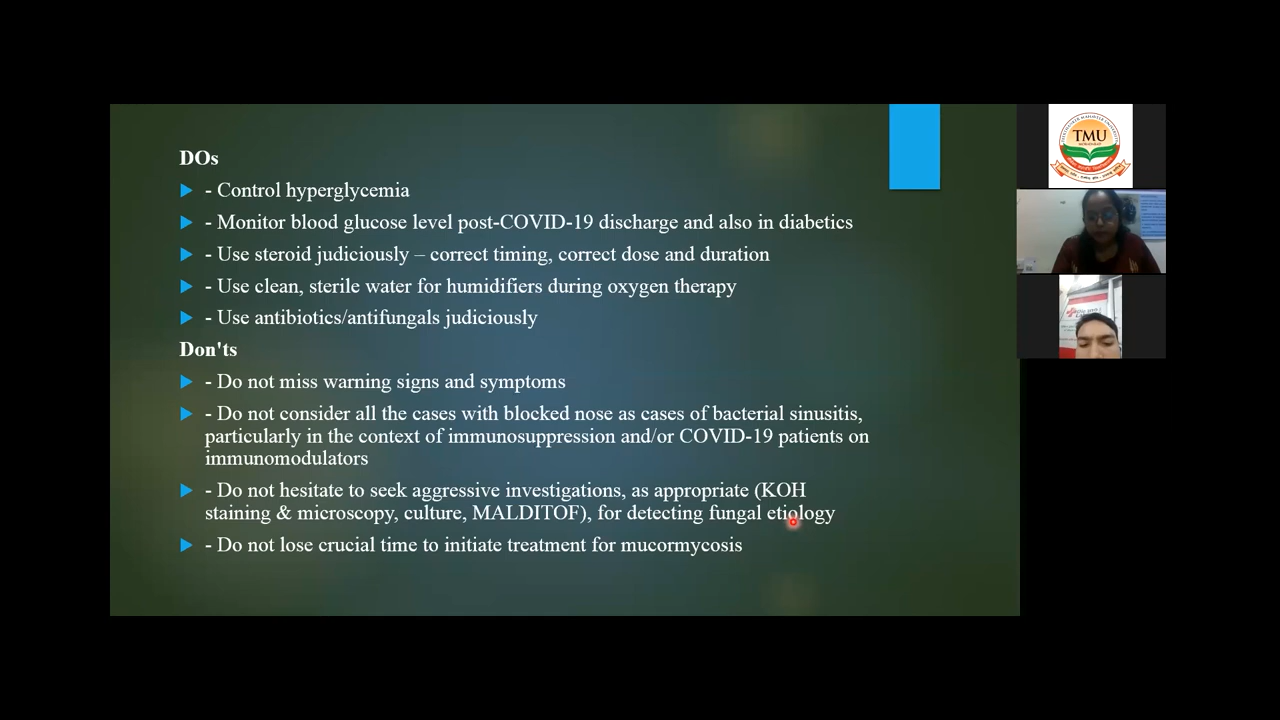 DOs
- Control hyperglycemia
- Monitor blood glucose level post-COVID-19 discharge and also in diabetics
- Use steroid judiciously – correct timing, correct dose and duration
- Use clean, sterile water for humidifiers during oxygen therapy
- Use antibiotics/antifungals judiciously
Don'ts
- Do not miss warning signs and symptoms
- Do not consider all the cases with blocked nose as cases of bacterial sinusitis,
particularly in the context of immunosuppression and/or COVID-19 patients on
immunomodulators
- Do not hesitate to seek aggressive investigations, as appropriate (KOH
staining & microscopy, culture, MALDITOF), for detecting fungal etiology
- Do not lose crucial time to initiate treatment for mucormycosis
TMU